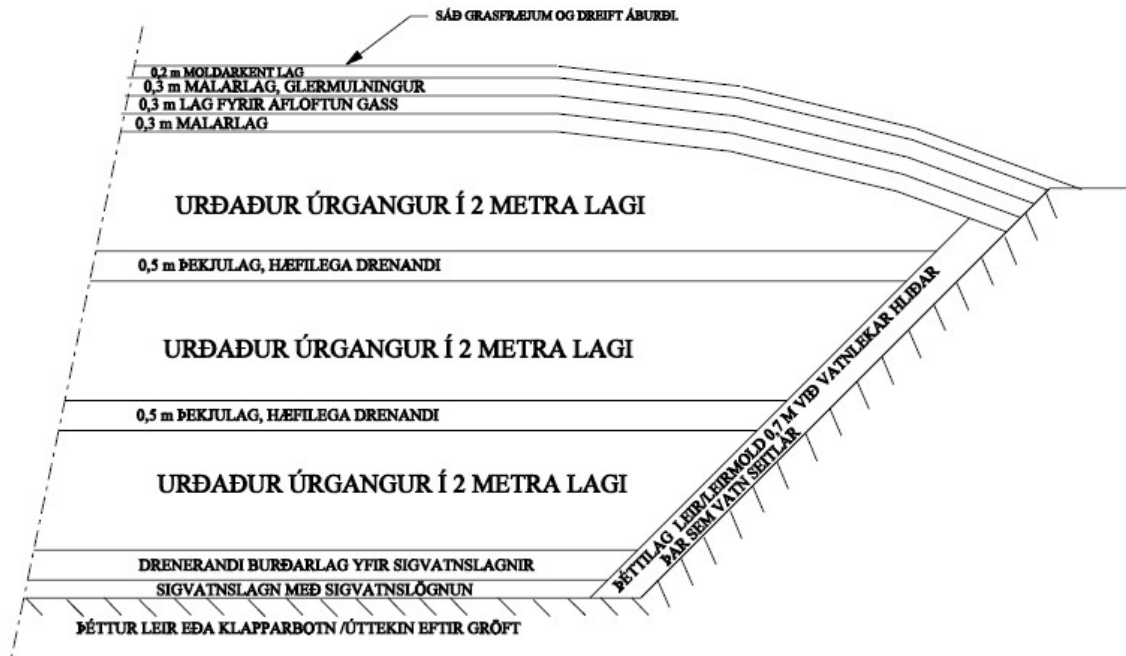 SÁÐ GRASFRÆJUM OG DREIFT ÁBURÐI.
0,2 m MOLDARKENT LAG
0,3 m MALARLAG, GLERMULNINGUR
0,3 m LAG FYRIR AFLOFTUN GASS
0,3 m MALARLAG
URÐAÐUR ÚRGANGUR Í 2 METRA LAGI
0,5 m ÞEKJULAG, HÆFILEGA DRENANDI
URÐAÐUR ÚRGANGUR Í 2 METRA LAGI
0,5 m ÞEKJULAG, HÆFILEGA DRENANDI
URÐAÐUR ÚRGANGUR Í 2 METRA LAGI
ÞÉTTILAG LEIR/LEIRMOLD 0,7 M VIÐ VATNLEKAR HLIÐAR
ÞAR SEM VATN SEITLAR
DRENERANDI BURÐARLAG YFIR SIGVATNSLAGNIR
SIGVATNSLAGN MEÐ SIGVATNSLÖGNUN
ÞÉTTUR LEIR EÐA KLAPPARBOTN /ÚTTEKIN EFTIR GRÖFT